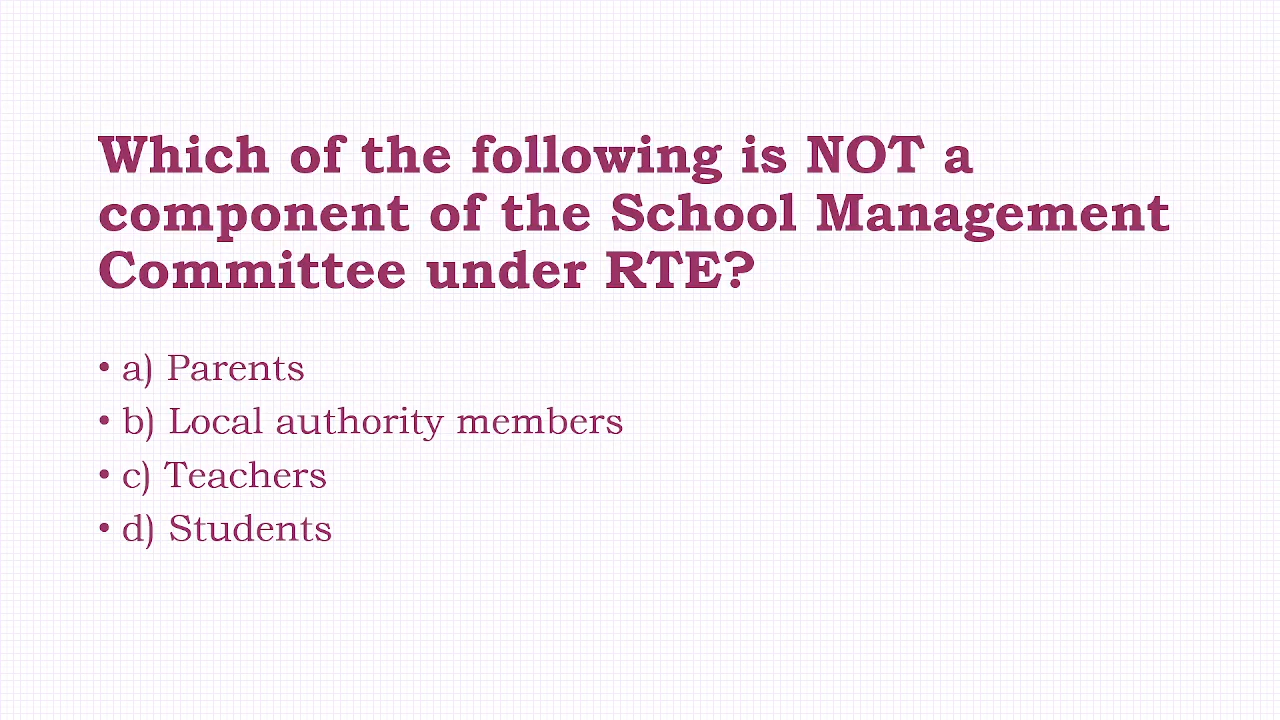 Which of the following is NOT a
component of the School Management
Committee under RTE?
• a) Parents
• b) Local authority members
• c) Teachers
• d) Students